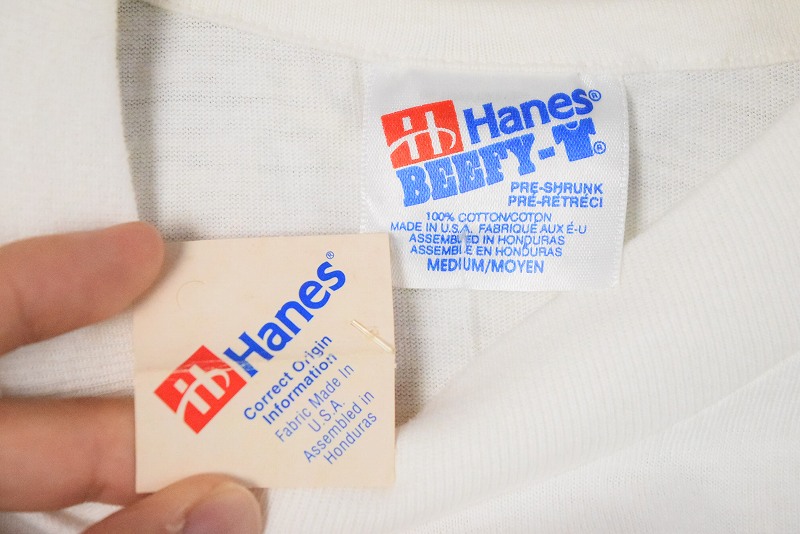 Hanes®
BEEFY-T®
PRE-SHRUNK
PRÉ-RÉTRÉCI
100% COTTON/COTON
MADE IN U.S.A. FABRIQUÉ AUX É-U
ASSEMBLED IN HONDURAS
ASSEMBLÉ EN HONDURAS
MEDIUM/MOYEN
Hanes®
Correct Origin
Information:
Fabric Made In
U.S.A.
Assembled in
Honduras